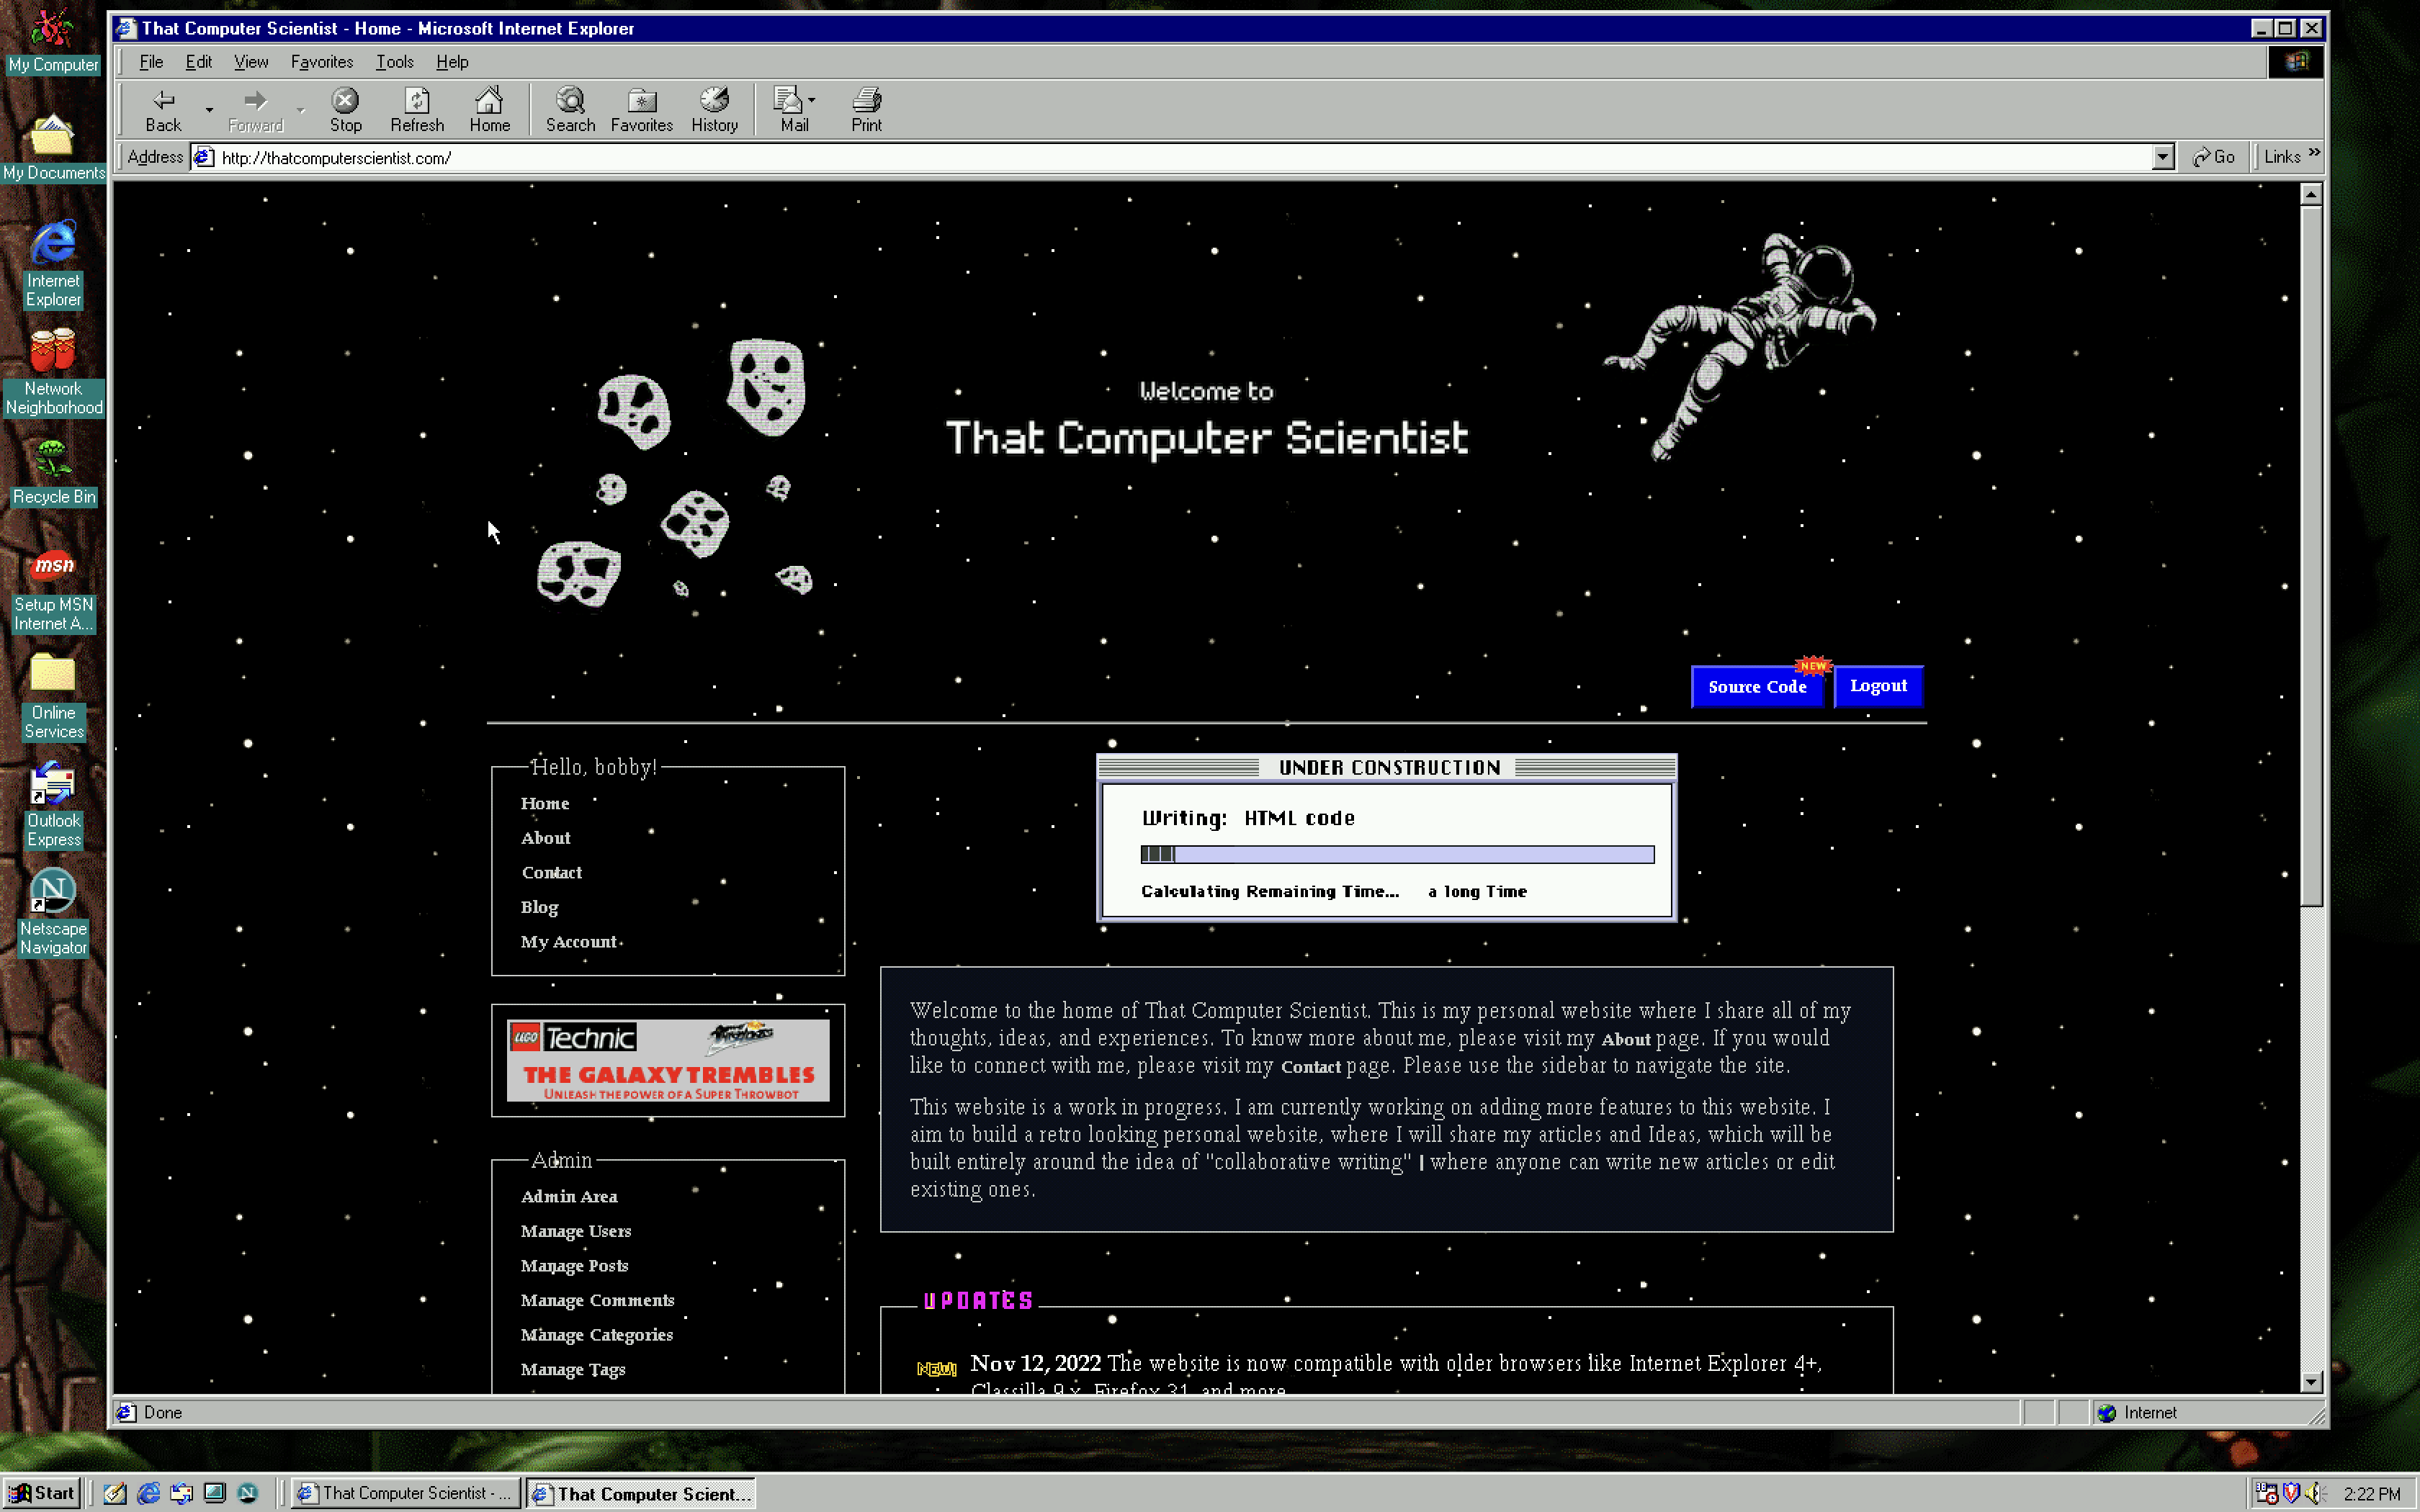 My Computer
My Documents
Internet
Explorer
Network
Neighborhood
Recycle Bin
msn
Setup MSN
Internet A...
Online
Services
Outlook
Express
N
Netscape
Navigator
That Computer Scientist - Home - Microsoft Internet Explorer
File Edit View Favorites Tools Help
Back Forward Stop Refresh Home Search Favorites History Mail Print
Address http://thatcomputerscientist.com/ Go Links »
Welcome to
That Computer Scientist
NEW
Source Code Logout
Hello, bobby!
Home
About
Contact
Blog
My Account
LEGO Technic
THE GALAXY TREMBLES
UNLEASH THE POWER OF A SUPER THROWBOT
Admin
Admin Area
Manage Users
Manage Posts
Manage Comments
Manage Categories
Manage Tags
UNDER CONSTRUCTION
Writing: HTML code
Calculating Remaining Time... a long Time
Welcome to the home of That Computer Scientist. This is my personal website where I share all of my
thoughts, ideas, and experiences. To know more about me, please visit my About page. If you would
like to connect with me, please visit my Contact page. Please use the sidebar to navigate the site.
This website is a work in progress. I am currently working on adding more features to this website. I
aim to build a retro looking personal website, where I will share my articles and Ideas, which will be
built entirely around the idea of "collaborative writing" | where anyone can write new articles or edit
existing ones.
UPDATES
NEW! Nov 12, 2022 The website is now compatible with older browsers like Internet Explorer 4+,
Classilla 9.x, Firefox 31, and more
Done Internet
Start That Computer Scientist - ... That Computer Scient... 2:22 PM